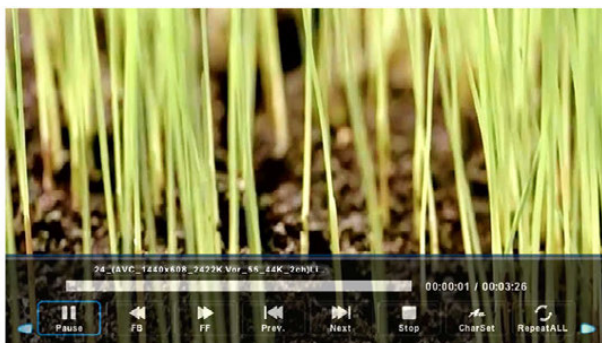 24_(AVC_1440x608_2422K Vor_55_44K_2ch)Li...
00:00:01 / 00:03:26
Pause FB FF Prev. Next Stop CharSet RepeatALL